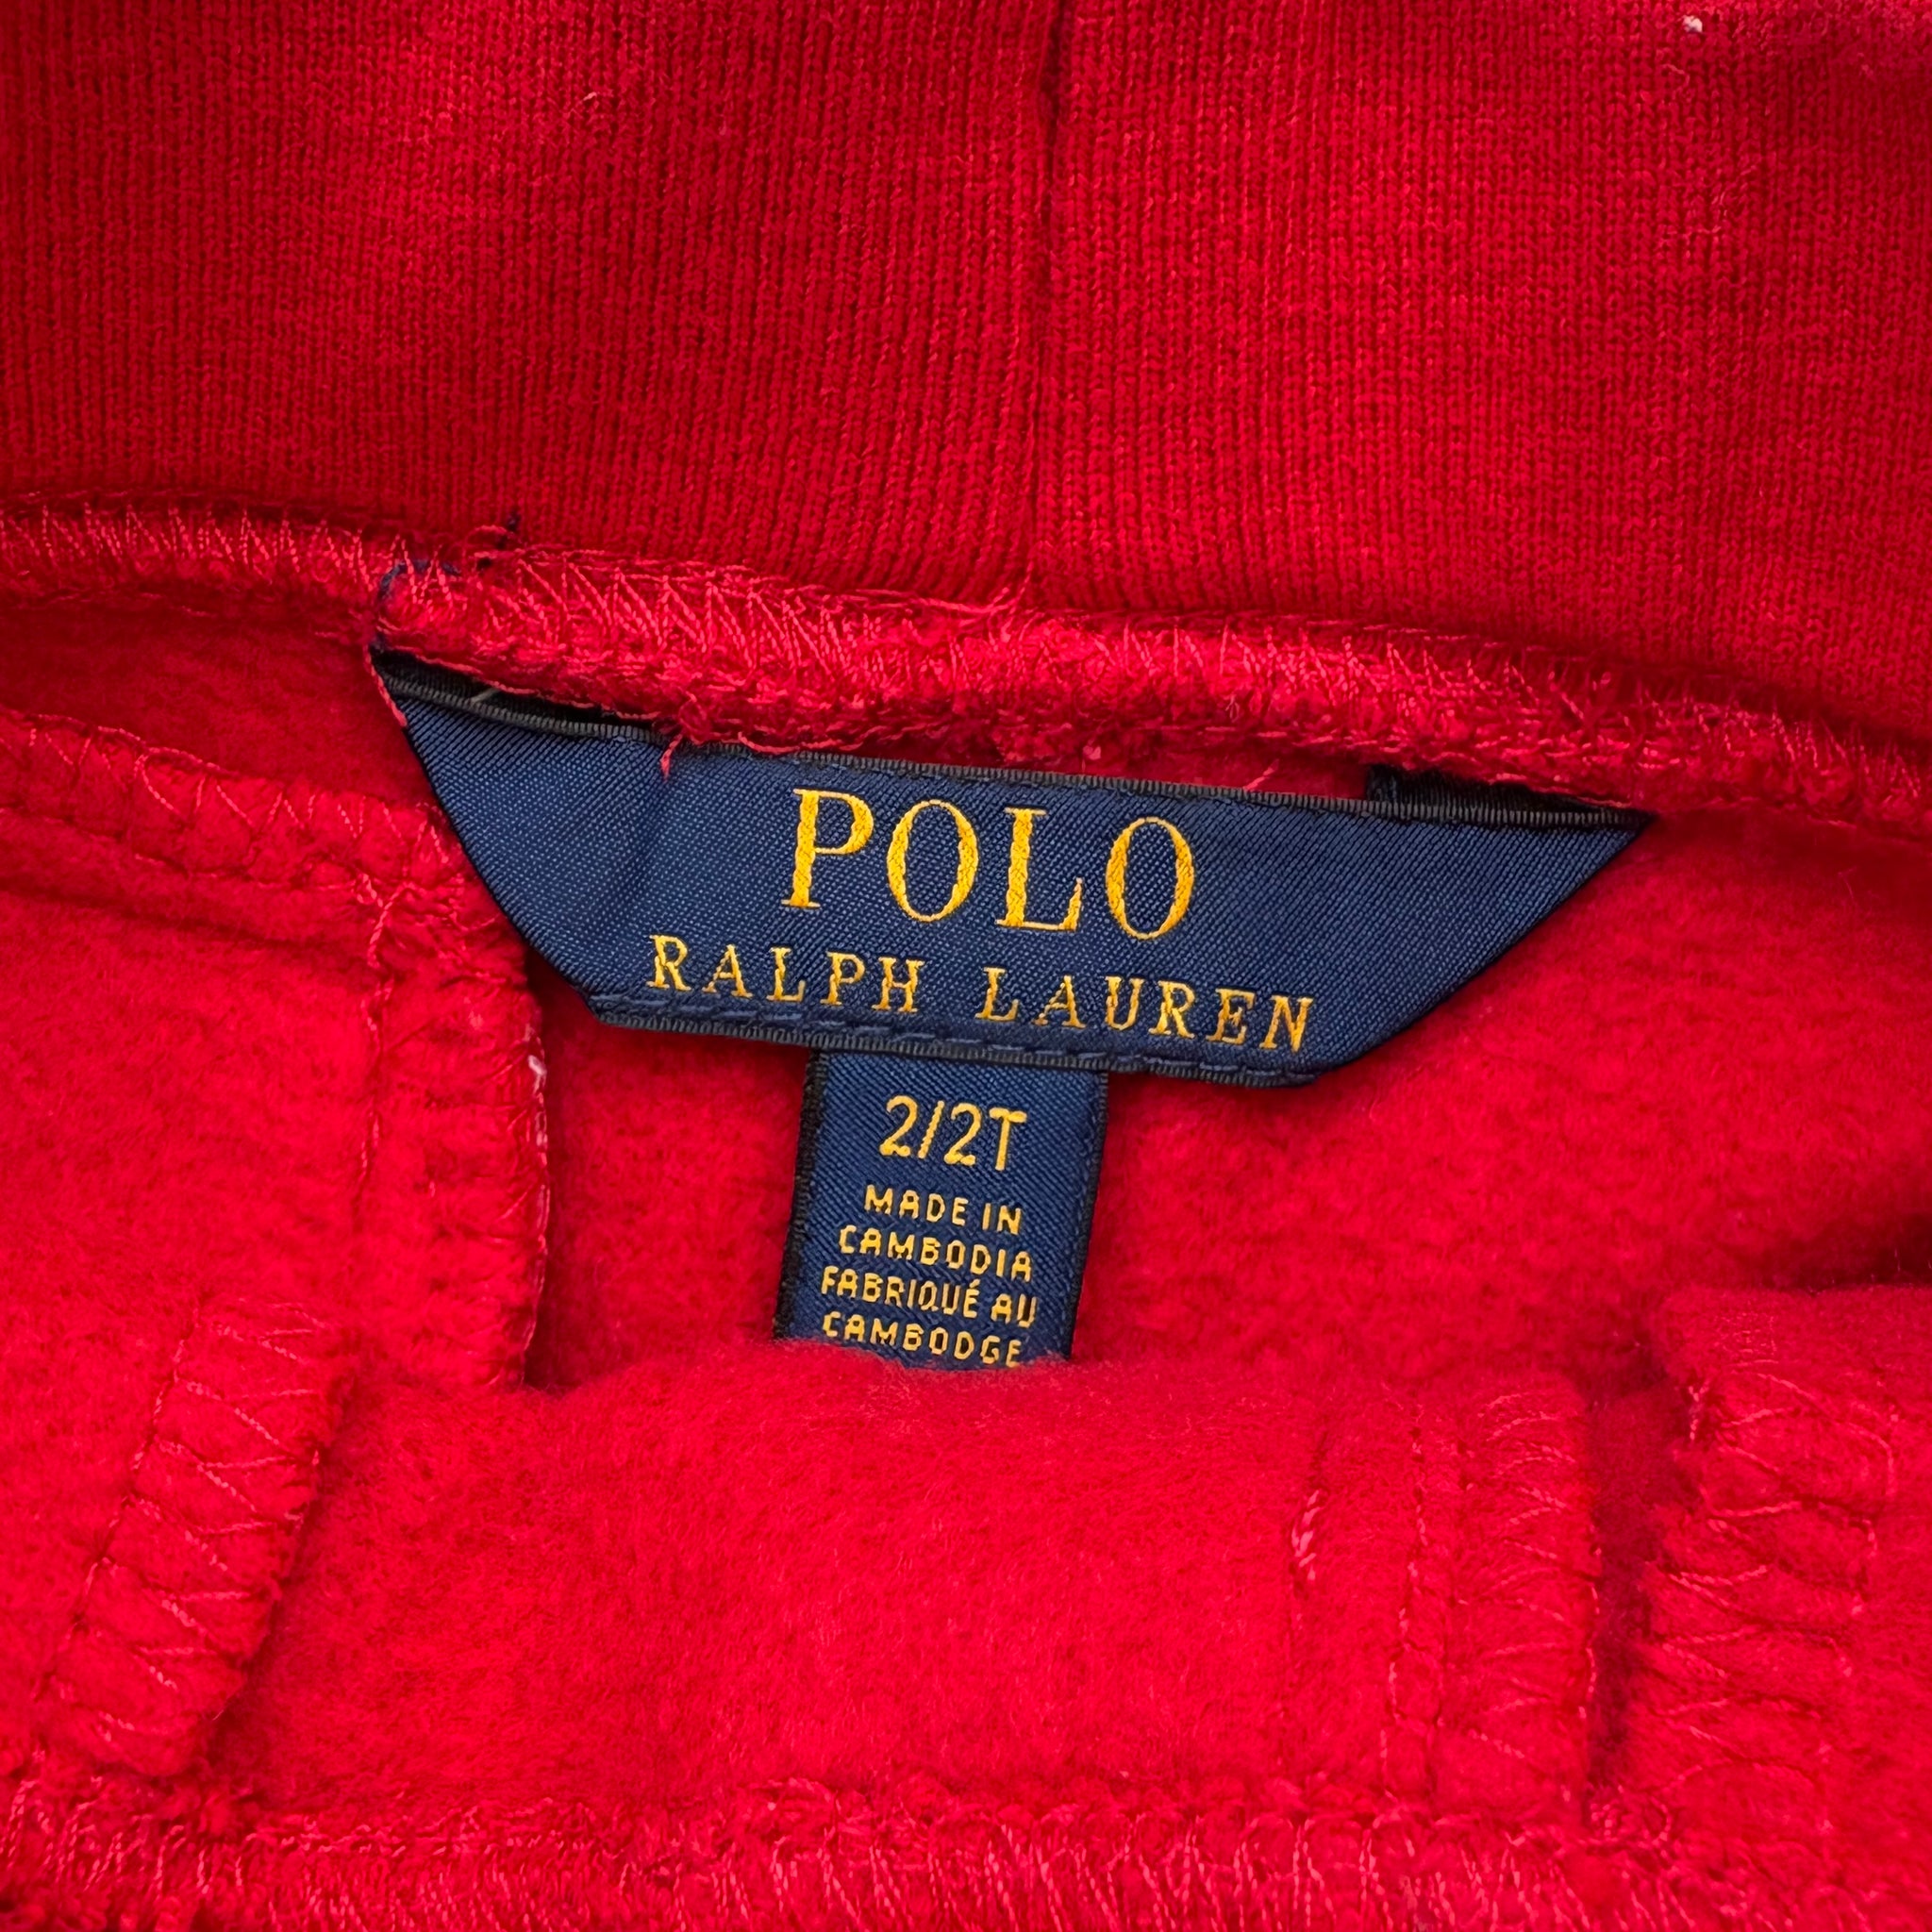 POLO
RALPH LAUREN
2/2T
MADE IN
CAMBODIA
FABRIQUÉ AU
CAMBODGE